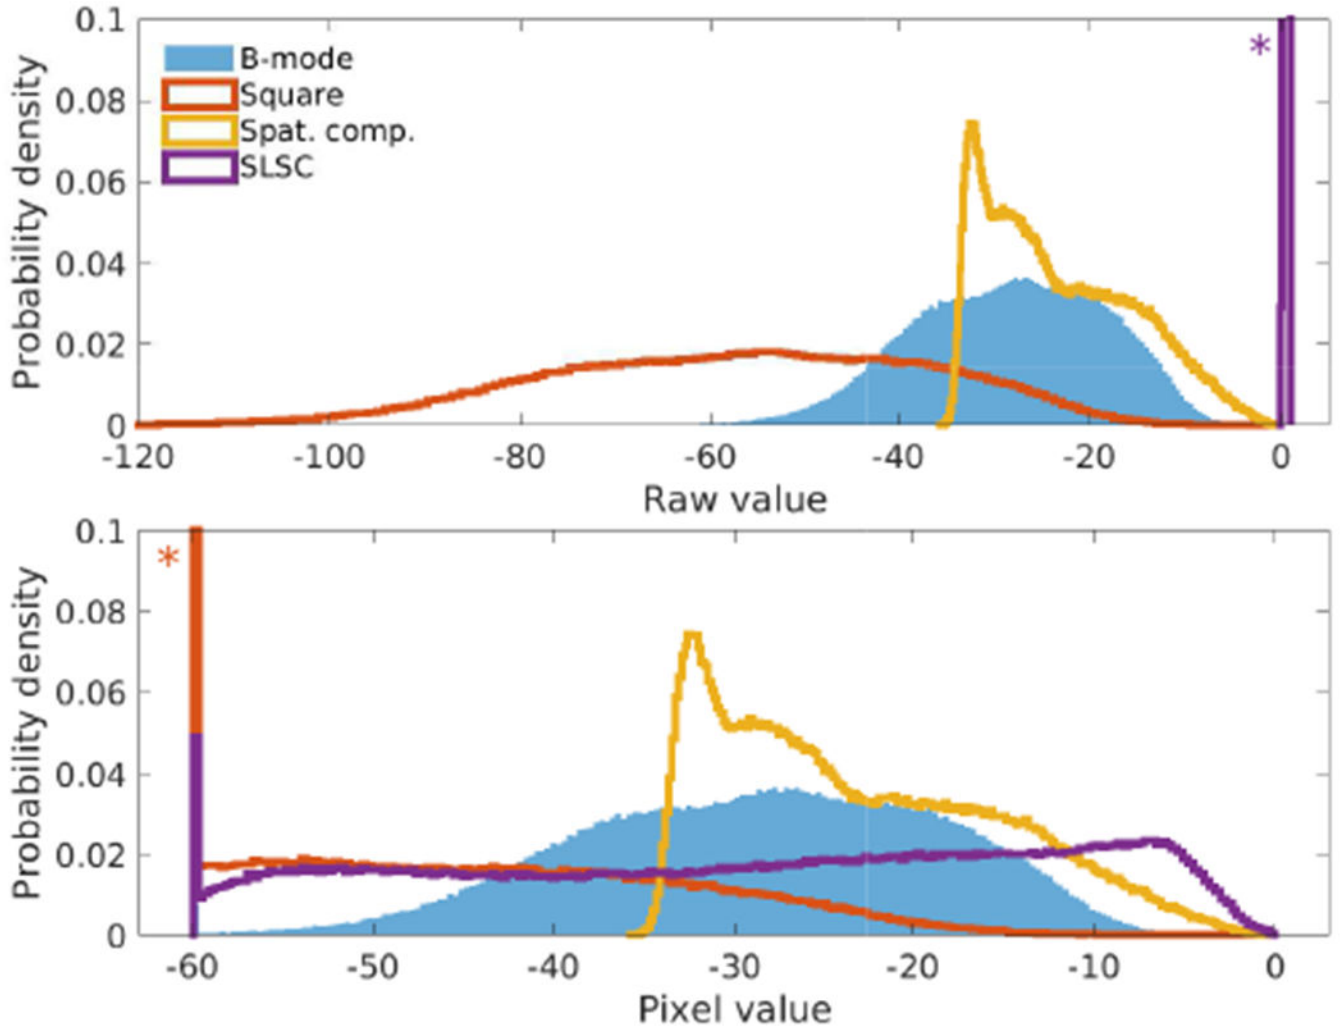 Probability density
0.1
0.08
0.06
0.04
0.02
0
*
B-mode
Square
Spat. comp.
SLSC
-120 -100 -80 -60 -40 -20 0
Raw value
Probability density
0.1
0.08
0.06
0.04
0.02
0
*
-60 -50 -40 -30 -20 -10 0
Pixel value